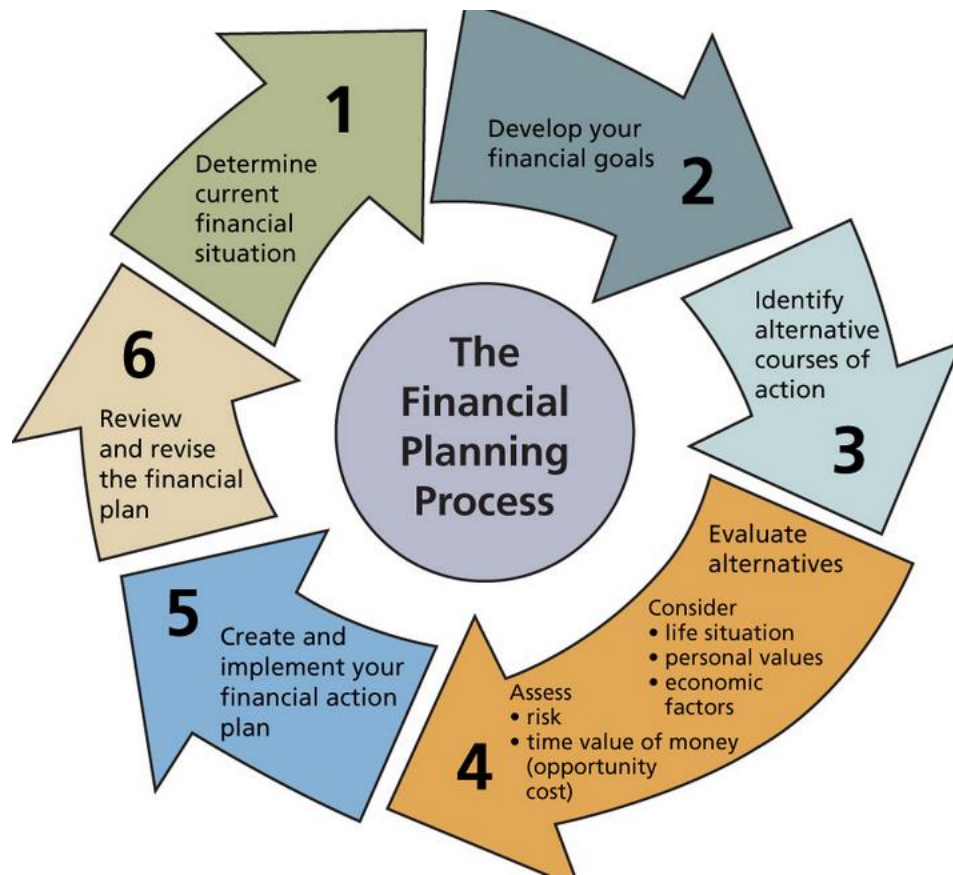 The
Financial
Planning
Process
1
Determine
current
financial
situation
Develop your
financial goals
2
Identify
alternative
courses of
action
3
Evaluate
alternatives
Consider
• life situation
• personal values
• economic
factors
Assess
• risk
• time value of money
(opportunity
cost)
4
5
Create and
implement your
financial action
plan
6
Review
and revise
the financial
plan